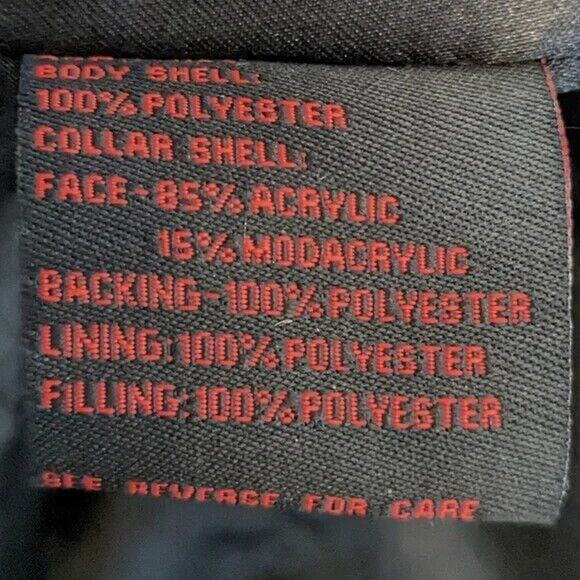 BODY SHELL:
100% POLYESTER
COLLAR SHELL:
FACE-85% ACRYLIC
15% MODACRYLIC
BACKING-100% POLYESTER
LINING:100% POLYESTER
FILLING:100% POLYESTER
SEE REVERSE FOR CARE